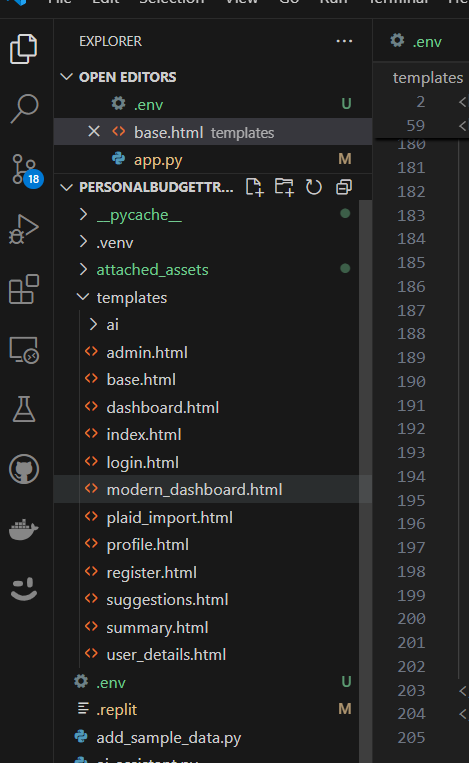 File Edit Selection View Go Run Terminal
EXPLORER
OPEN EDITORS
.env U
base.html templates
app.py M
PERSONALBUDGETTR...
__pycache__
.venv
attached_assets
templates
ai
admin.html
base.html
dashboard.html
index.html
login.html
modern_dashboard.html
plaid_import.html
profile.html
register.html
suggestions.html
summary.html
user_details.html
.env U
.replit M
add_sample_data.py
ai_assistant.py
18
.env
templates
2 <
59 <
180
181
182
183
184
185
186
187
188
189
190
191
192
193
194
195
196
197
198
199
200
201
202
203 <
204 <
205